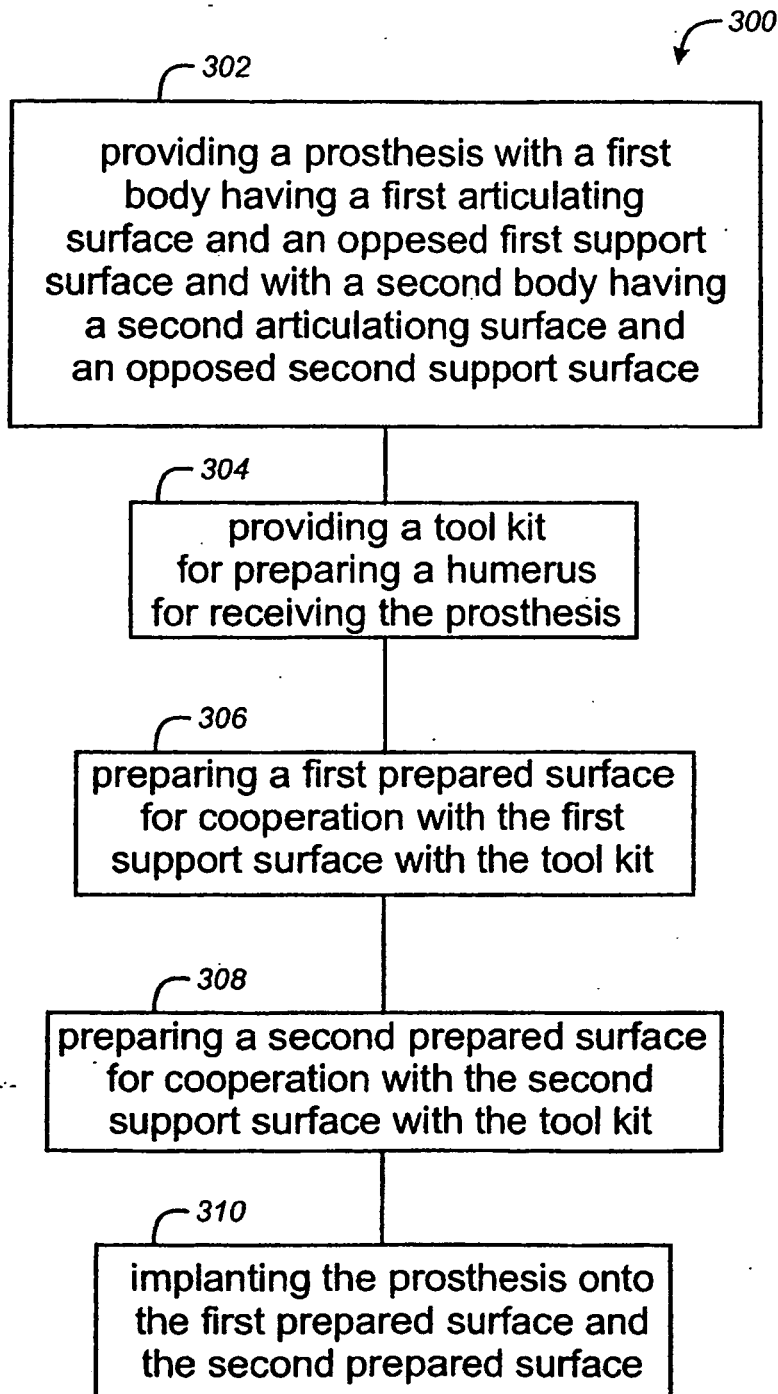 300
302
providing a prosthesis with a first
body having a first articulating
surface and an oppesed first support
surface and with a second body having
a second articulationg surface and
an opposed second support surface
304
providing a tool kit
for preparing a humerus
for receiving the prosthesis
306
preparing a first prepared surface
for cooperation with the first
support surface with the tool kit
308
preparing a second prepared surface
for cooperation with the second
support surface with the tool kit
310
implanting the prosthesis onto
the first prepared surface and
the second prepared surface